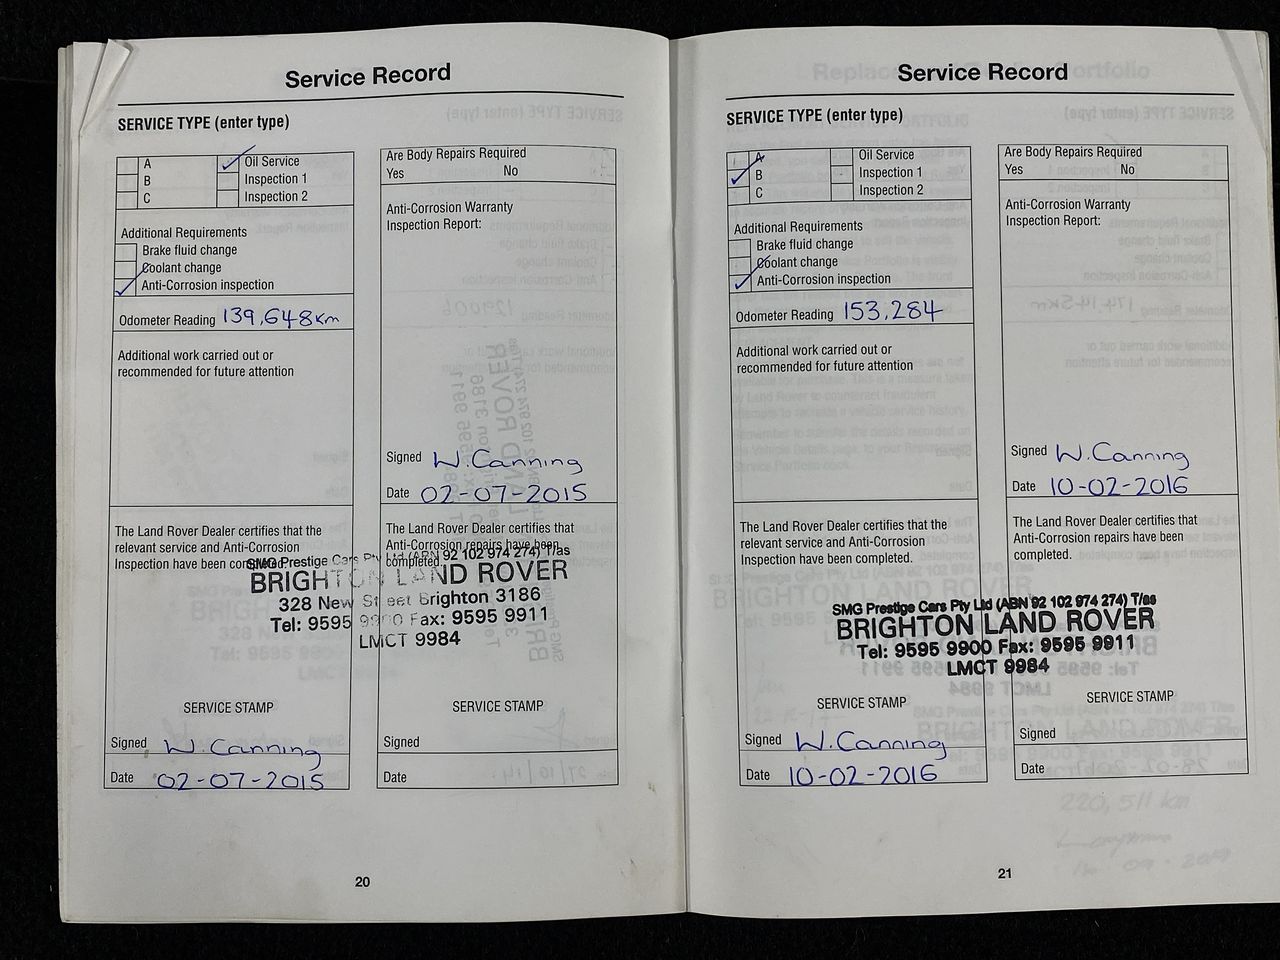 Service Record
SERVICE TYPE (enter type)
A
B
C
Oil Service
Inspection 1
Inspection 2
Additional Requirements
Brake fluid change
Coolant change
Anti-Corrosion inspection
Odometer Reading 139,648km
Additional work carried out or
recommended for future attention
The Land Rover Dealer certifies that the
relevant service and Anti-Corrosion
Inspection have been completed.
Are Body Repairs Required
Yes No
Anti-Corrosion Warranty
Inspection Report:
Signed W.Canning
Date 02-07-2015
The Land Rover Dealer certifies that
Anti-Corrosion repairs have been
completed.
SMG Prestige Cars Pty Ltd (ABN 92 102 974 274) T/as
BRIGHTON LAND ROVER
328 New Street Brighton 3186
Tel: 9595 9900 Fax: 9595 9911
LMCT 9984
SERVICE STAMP
Signed W.Canning
Date 02-07-2015
SERVICE STAMP
Signed
Date
20
Service Record
SERVICE TYPE (enter type)
A
B
C
Oil Service
Inspection 1
Inspection 2
Additional Requirements
Brake fluid change
Coolant change
Anti-Corrosion inspection
Odometer Reading 153,284
Additional work carried out or
recommended for future attention
The Land Rover Dealer certifies that the
relevant service and Anti-Corrosion
Inspection have been completed.
Are Body Repairs Required
Yes No
Anti-Corrosion Warranty
Inspection Report:
Signed W.Canning
Date 10-02-2016
The Land Rover Dealer certifies that
Anti-Corrosion repairs have been
completed.
SMG Prestige Cars Pty Ltd (ABN 92 102 974 274) T/as
BRIGHTON LAND ROVER
Tel: 9595 9900 Fax: 9595 9911
LMCT 9984
SERVICE STAMP
Signed W.Canning
Date 10-02-2016
SERVICE STAMP
Signed
Date
21